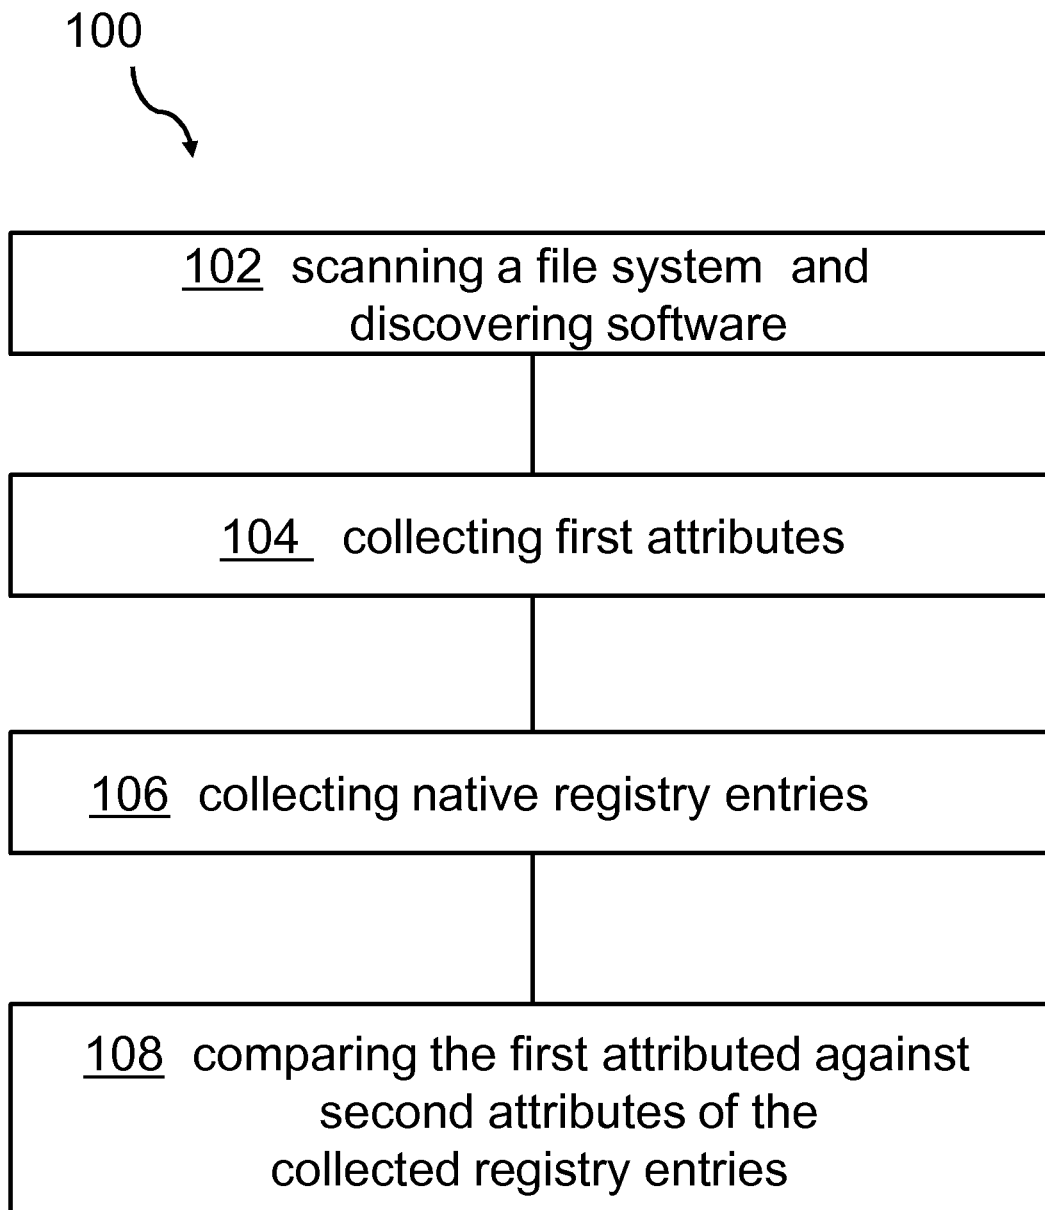 100
102 scanning a file system and
discovering software
104 collecting first attributes
106 collecting native registry entries
108 comparing the first attributed against
second attributes of the
collected registry entries